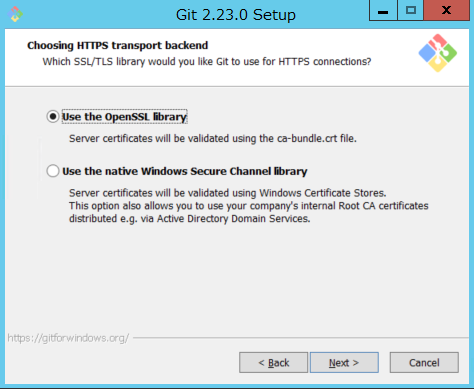 Git 2.23.0 Setup
Choosing HTTPS transport backend
Which SSL/TLS library would you like Git to use for HTTPS connections?
Use the OpenSSL library
Server certificates will be validated using the ca-bundle.crt file.
Use the native Windows Secure Channel library
Server certificates will be validated using Windows Certificate Stores.
This option also allows you to use your company's internal Root CA certificates
distributed e.g. via Active Directory Domain Services.
https://gitforwindows.org/
< Back Next > Cancel